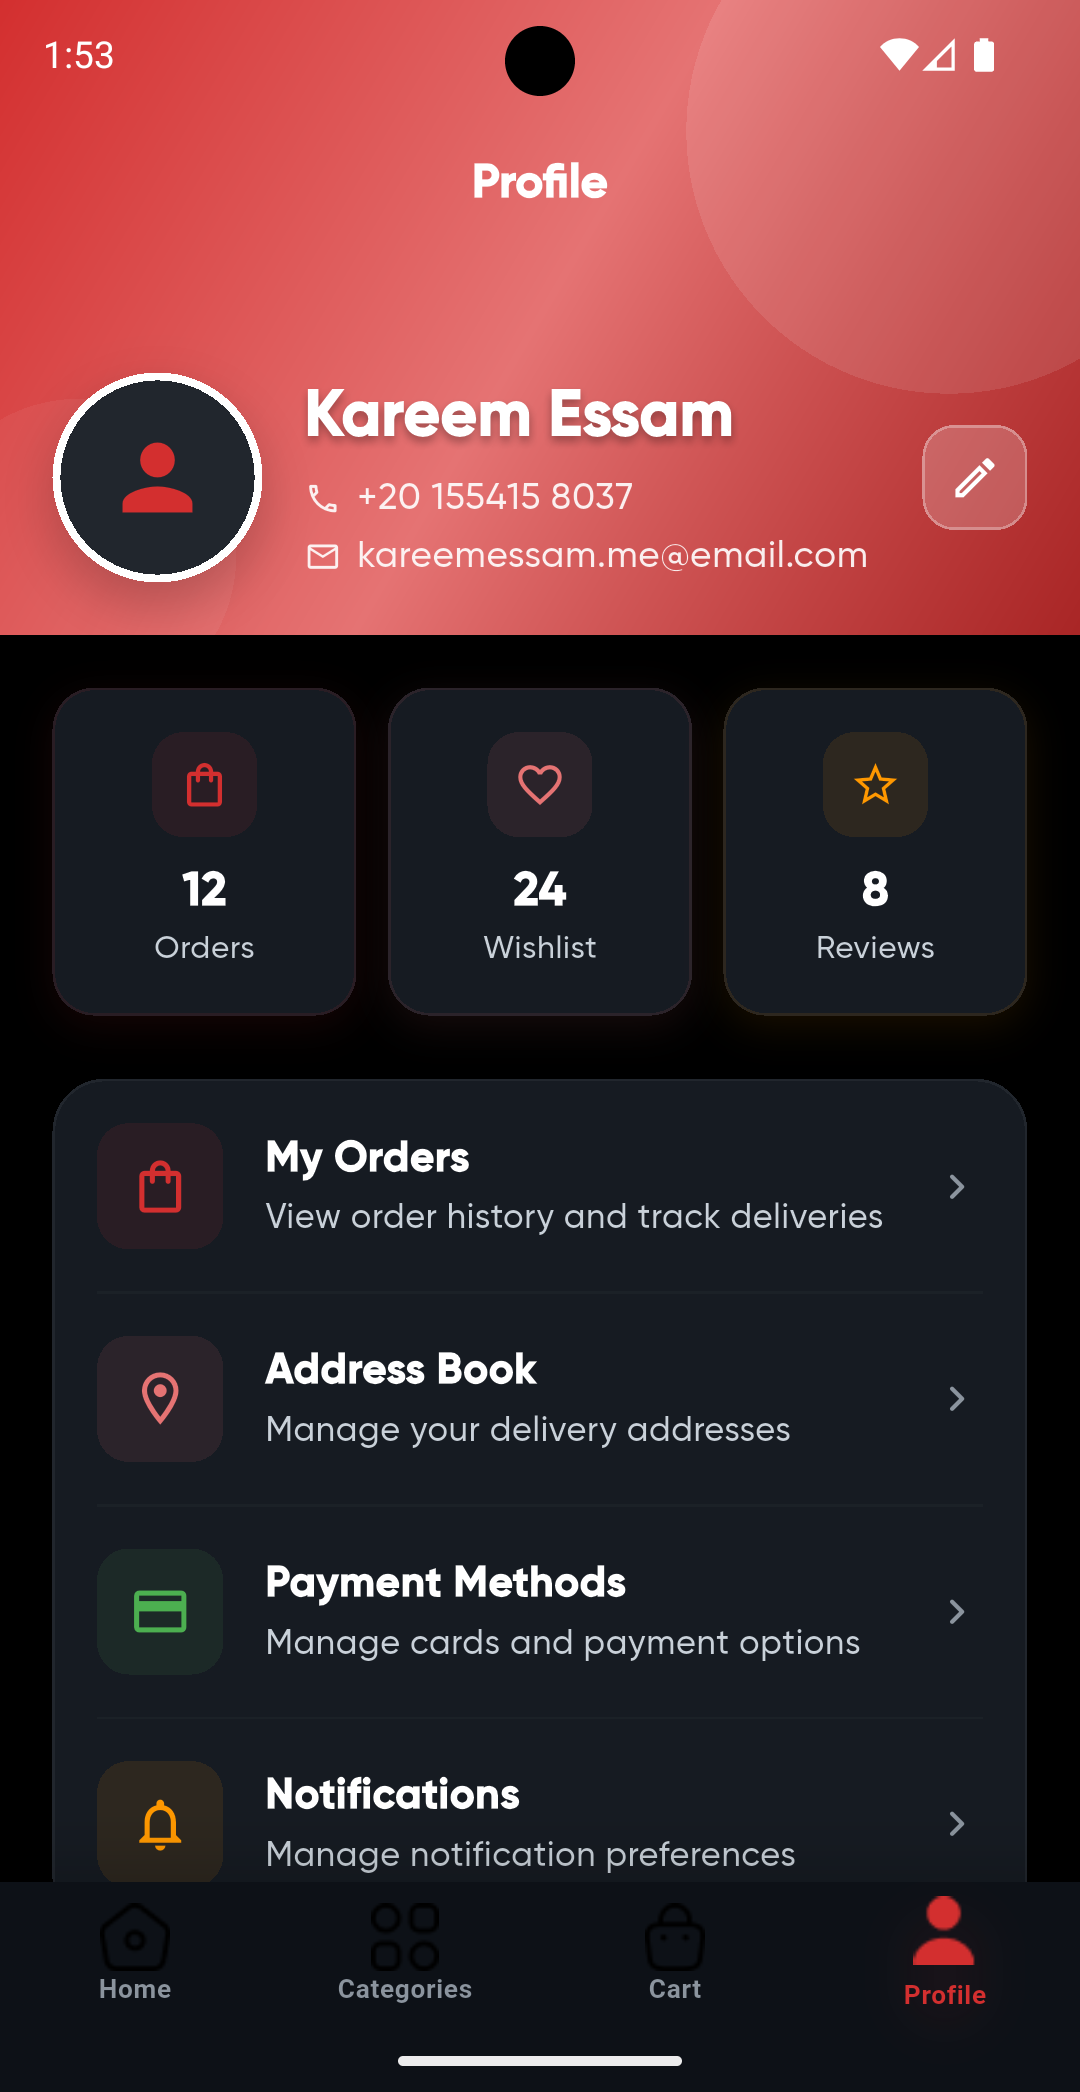 1:53
Profile
Kareem Essam
+20 155415 8037
kareemessam.me@email.com
12
Orders
24
Wishlist
8
Reviews
My Orders
View order history and track deliveries
Address Book
Manage your delivery addresses
Payment Methods
Manage cards and payment options
Notifications
Manage notification preferences
Home
Categories
Cart
Profile